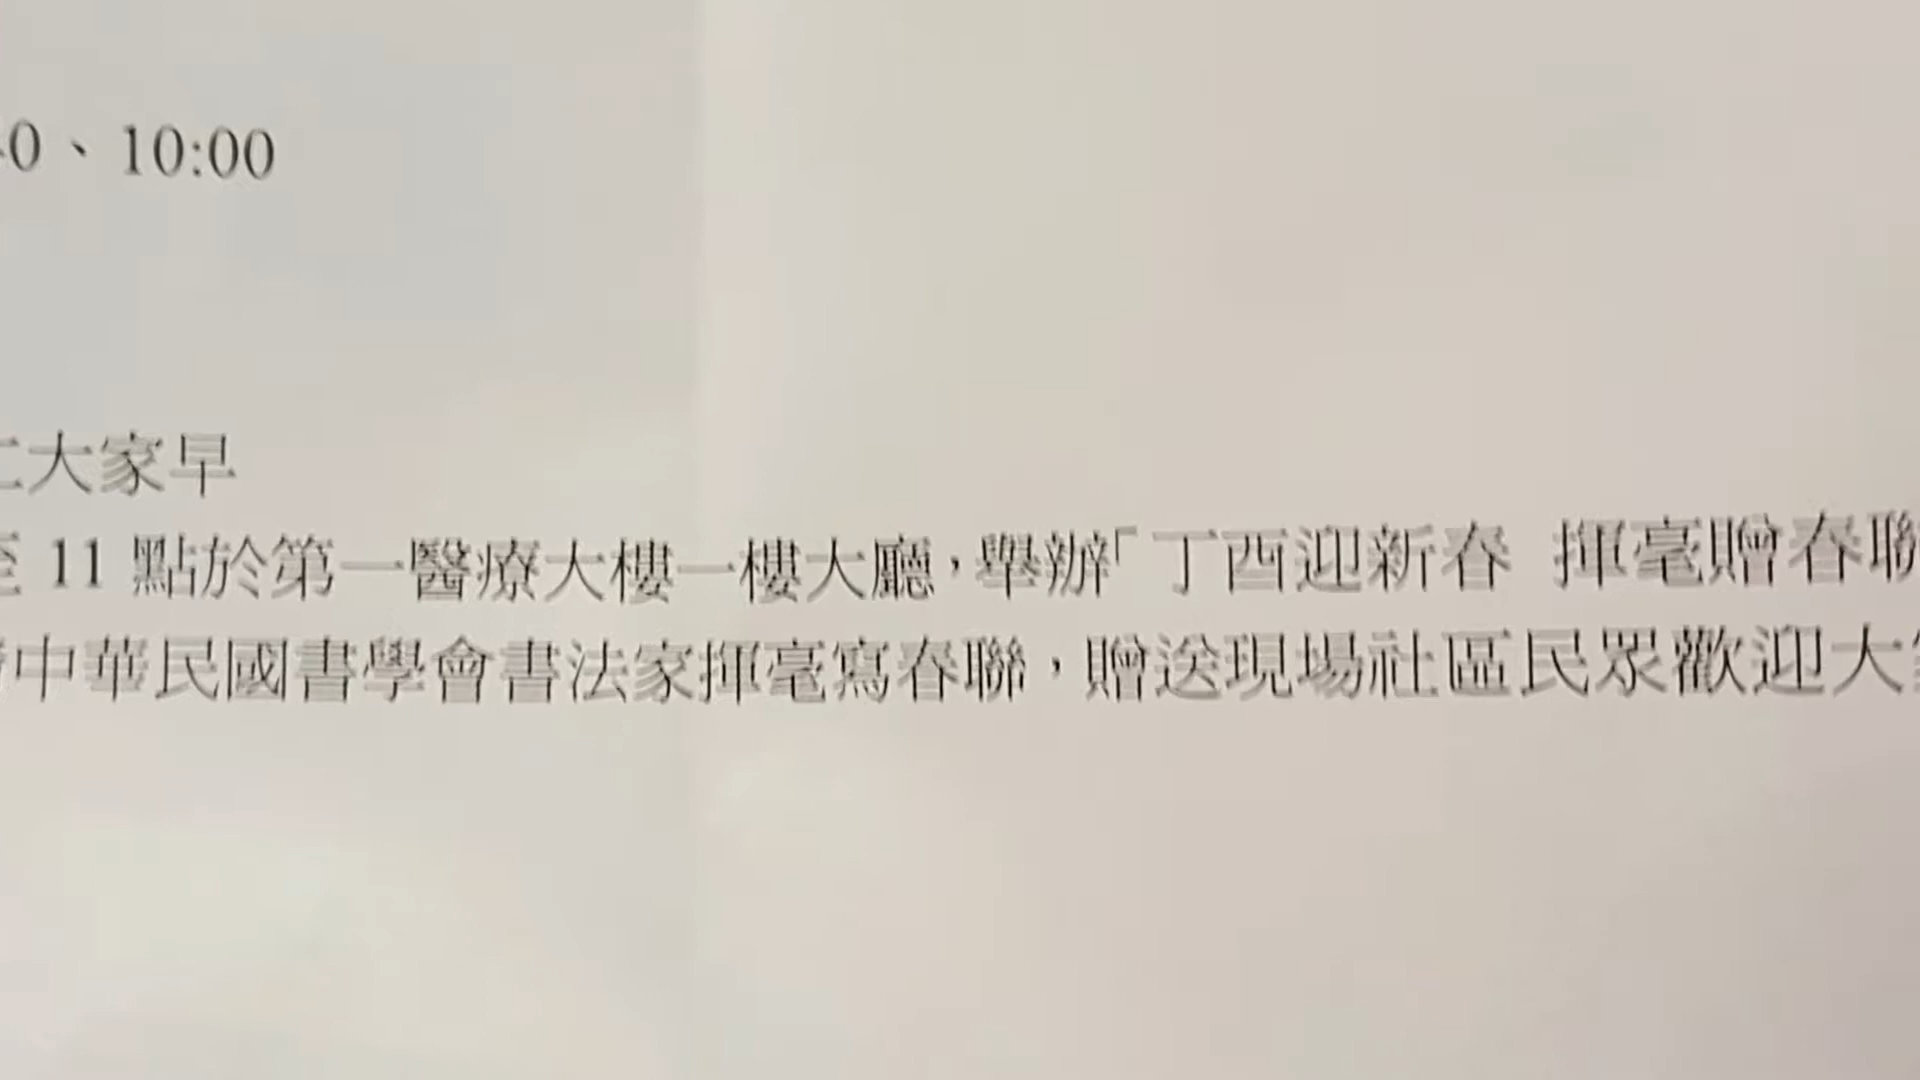 0、10:00
大家早
至 11 點於第一醫療大樓一樓大廳，舉辦「丁酉迎新春 揮毫贈春聯
中華民國書學會書法家揮毫寫春聯，贈送現場社區民眾歡迎大